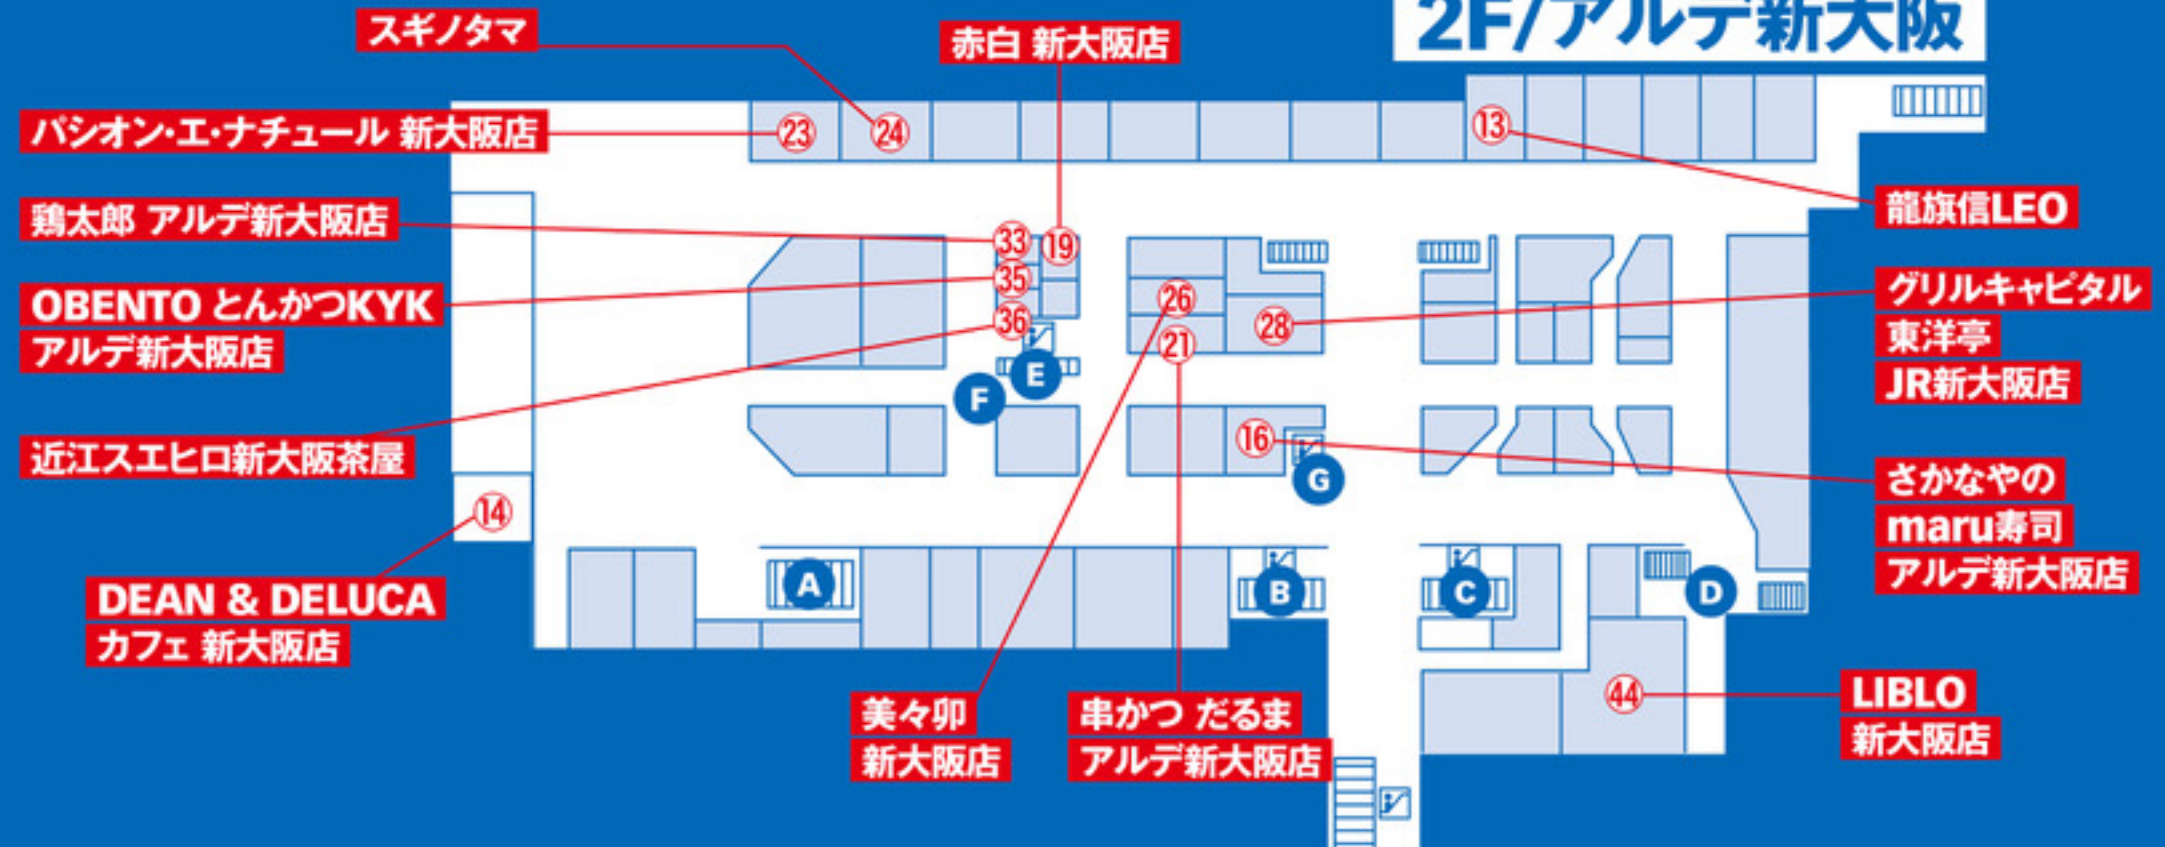 2F/アルデ新大阪
スギノタマ
赤白 新大阪店
パシオン・エ・ナチュール 新大阪店
23
24
13
鶏太郎 アルデ新大阪店
33
19
龍旗信LEO
OBENTO とんかつKYK
アルデ新大阪店
35
26
グリルキャピタル
東洋亭
JR新大阪店
36
28
21
E
F
近江スエヒロ新大阪茶屋
16
G
さかなやの
maru寿司
アルデ新大阪店
14
DEAN & DELUCA
カフェ 新大阪店
A
B
C
D
美々卯
新大阪店
串かつ だるま
アルデ新大阪店
44
LIBLO
新大阪店